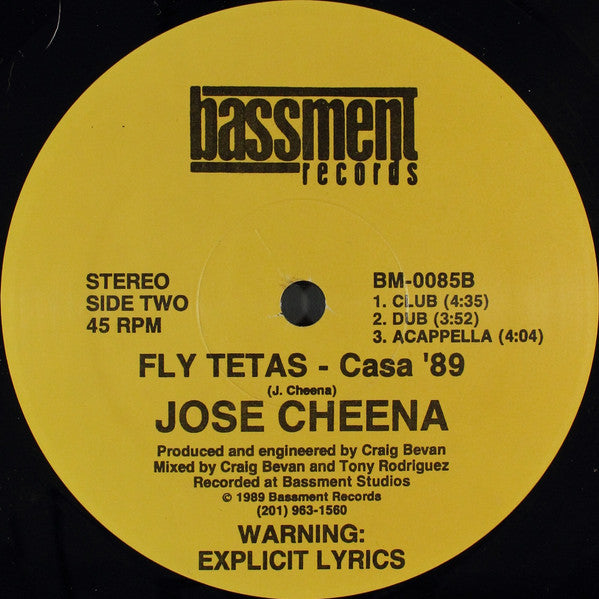 bassment
records
STEREO
SIDE TWO
45 RPM
BM-0085B
1. CLUB (4:35)
2. DUB (3:52)
3. ACAPPELLA (4:04)
FLY TETAS - Casa '89
(J. Cheena)
JOSE CHEENA
Produced and engineered by Craig Bevan
Mixed by Craig Bevan and Tony Rodriguez
Recorded at Bassment Studios
© 1989 Bassment Records
(201) 963-1560
WARNING:
EXPLICIT LYRICS